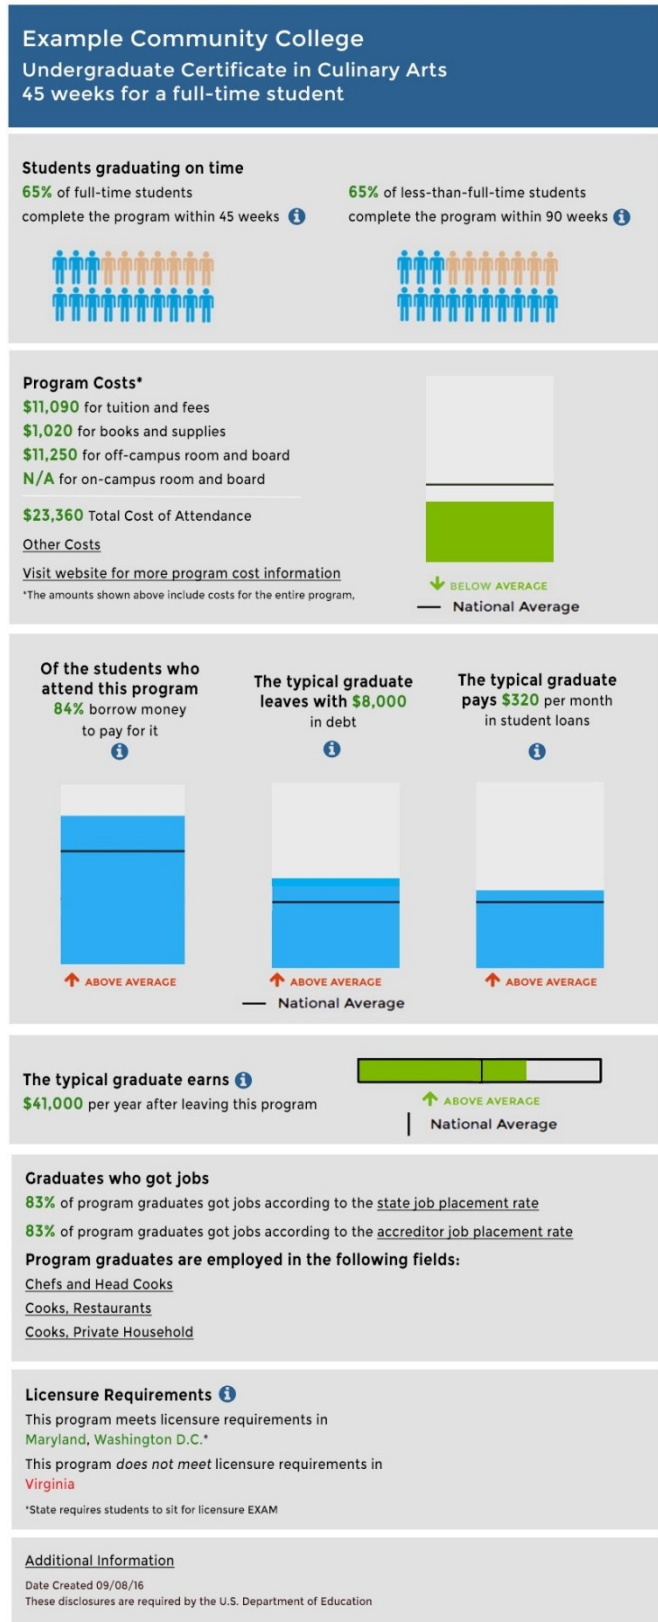 Example Community College
Undergraduate Certificate in Culinary Arts
45 weeks for a full-time student
Students graduating on time
65% of full-time students
complete the program within 45 weeks
65% of less-than-full-time students
complete the program within 90 weeks
Program Costs*
$11,090 for tuition and fees
$1,020 for books and supplies
$11,250 for off-campus room and board
N/A for on-campus room and board
$23,360 Total Cost of Attendance
Other Costs
Visit website for more program cost information
*The amounts shown above include costs for the entire program,
BELOW AVERAGE
National Average
Of the students who
attend this program
84% borrow money
to pay for it
ABOVE AVERAGE
The typical graduate
leaves with $8,000
in debt
ABOVE AVERAGE
The typical graduate
pays $320 per month
in student loans
ABOVE AVERAGE
National Average
The typical graduate earns
$41,000 per year after leaving this program
ABOVE AVERAGE
National Average
Graduates who got jobs
83% of program graduates got jobs according to the state job placement rate
83% of program graduates got jobs according to the accreditor job placement rate
Program graduates are employed in the following fields:
Chefs and Head Cooks
Cooks, Restaurants
Cooks, Private Household
Licensure Requirements
This program meets licensure requirements in
Maryland, Washington D.C.*
This program does not meet licensure requirements in
Virginia
*State requires students to sit for licensure EXAM
Additional Information
Date Created 09/08/16
These disclosures are required by the U.S. Department of Education